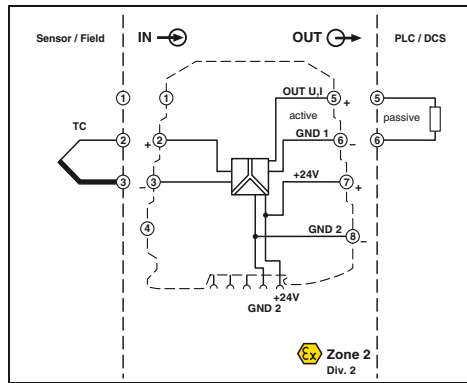 Sensor / Field
IN
OUT
PLC / DCS
1
1
OUT U,I
5
+
5
active
passive
TC
2
+
2
GND 1
6
–
6
3
–
3
+24V
7
+
4
GND 2
8
–
+24V
GND 2
Ex
Zone 2
Div. 2